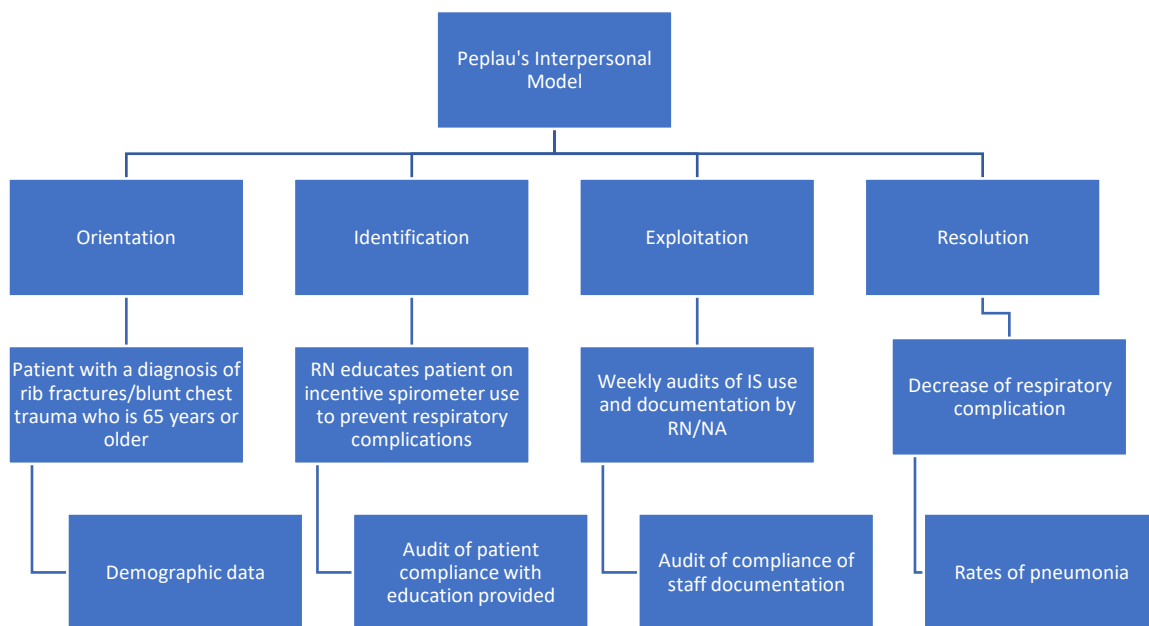 Peplau's Interpersonal
Model
Orientation
Identification
Exploitation
Resolution
Patient with a diagnosis of
rib fractures/blunt chest
trauma who is 65 years or
older
RN educates patient on
incentive spirometer use
to prevent respiratory
complications
Weekly audits of IS use
and documentation by
RN/NA
Decrease of respiratory
complication
Demographic data
Audit of patient
compliance with
education provided
Audit of compliance of
staff documentation
Rates of pneumonia